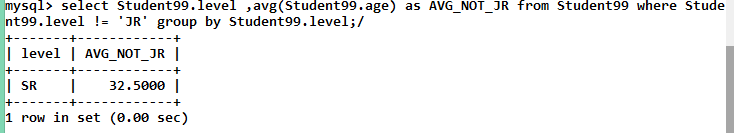 mysql> select Student99.level ,avg(Student99.age) as AVG_NOT_JR from Student99 where Stude
nt99.level != 'JR' group by Student99.level;/
+-------+------------+
| level | AVG_NOT_JR |
+-------+------------+
| SR    |    32.5000 |
+-------+------------+
1 row in set (0.00 sec)